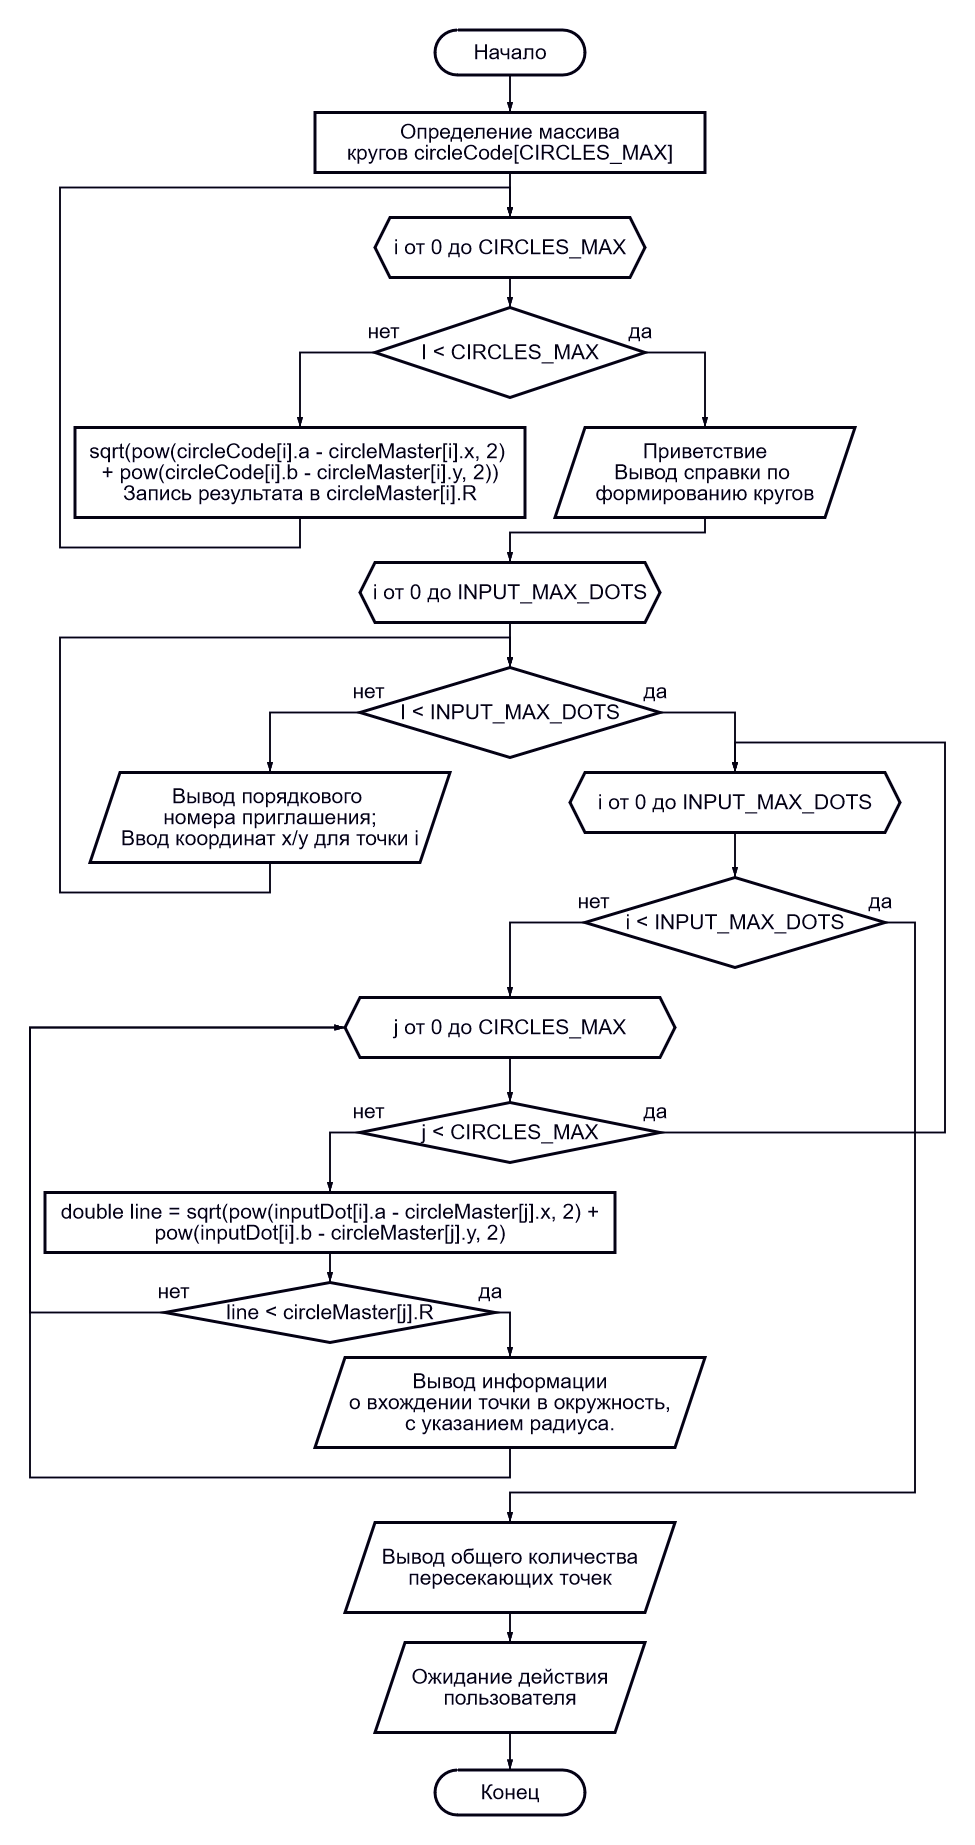 Начало
Определение массива
кругов circleCode[CIRCLES_MAX]
i от 0 до CIRCLES_MAX
нет
да
I < CIRCLES_MAX
sqrt(pow(circleCode[i].a - circleMaster[i].x, 2)
+ pow(circleCode[i].b - circleMaster[i].y, 2))
Запись результата в circleMaster[i].R
Приветствие
Вывод справки по
формированию кругов
i от 0 до INPUT_MAX_DOTS
нет
да
I < INPUT_MAX_DOTS
Вывод порядкового
номера приглашения;
Ввод координат x/y для точки i
i от 0 до INPUT_MAX_DOTS
нет
да
i < INPUT_MAX_DOTS
j от 0 до CIRCLES_MAX
нет
да
j < CIRCLES_MAX
double line = sqrt(pow(inputDot[i].a - circleMaster[j].x, 2) +
pow(inputDot[i].b - circleMaster[j].y, 2)
нет
да
line < circleMaster[j].R
Вывод информации
о вхождении точки в окружность,
с указанием радиуса.
Вывод общего количества
пересекающих точек
Ожидание действия
пользователя
Конец